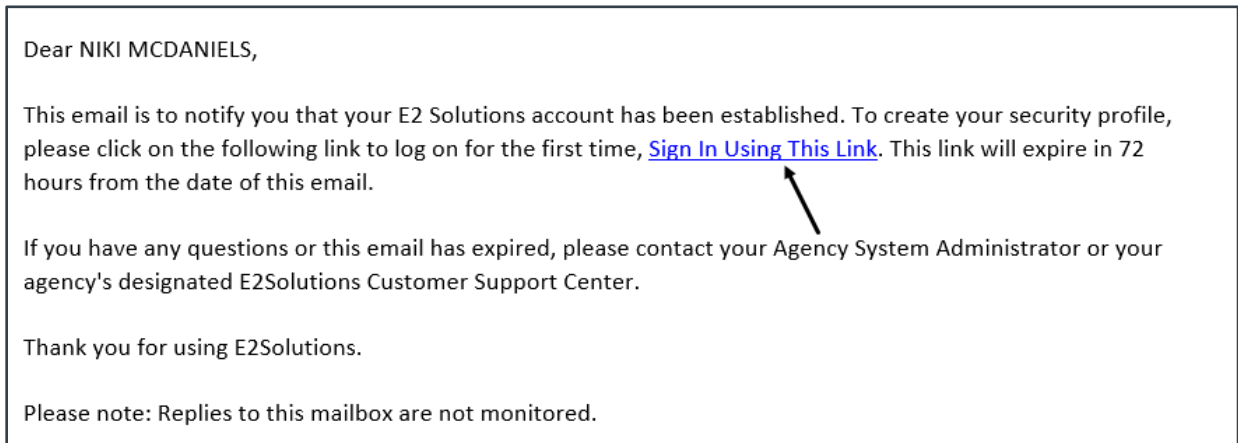 Dear NIKI MCDANIELS,
This email is to notify you that your E2 Solutions account has been established. To create your security profile,
please click on the following link to log on for the first time, Sign In Using This Link. This link will expire in 72
hours from the date of this email.
If you have any questions or this email has expired, please contact your Agency System Administrator or your
agency's designated E2Solutions Customer Support Center.
Thank you for using E2Solutions.
Please note: Replies to this mailbox are not monitored.